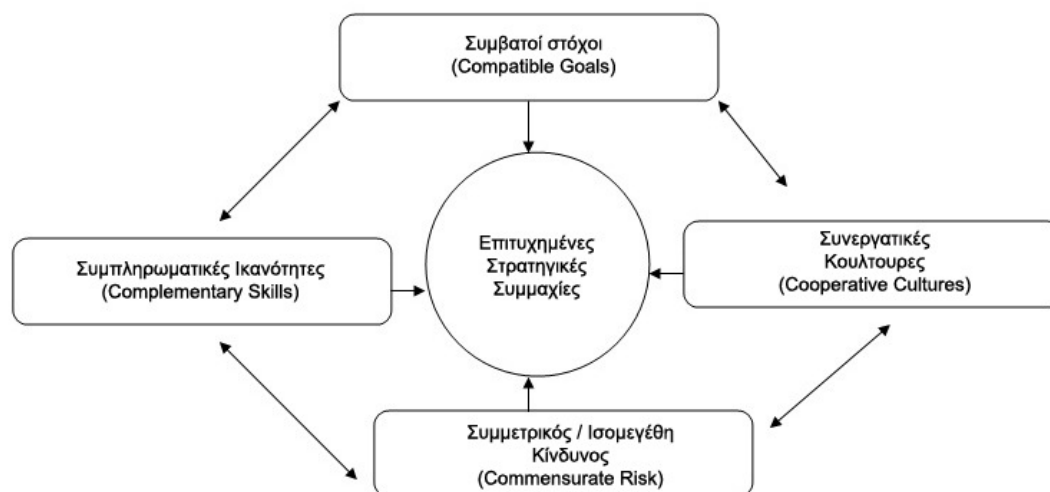 Συμβατοί στόχοι
(Compatible Goals)
Συμπληρωματικές Ικανότητες
(Complementary Skills)
Επιτυχημένες
Στρατηγικές
Συμμαχίες
Συνεργατικές
Κουλτουρες
(Cooperative Cultures)
Συμμετρικός / Ισομεγέθη
Κίνδυνος
(Commensurate Risk)